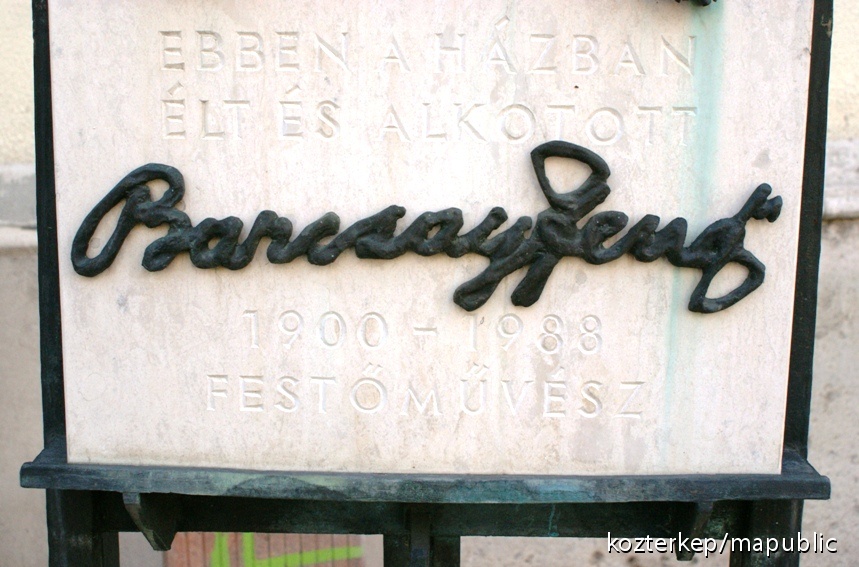 EBBEN A HÁZBAN
ÉLT ÉS ALKOTOTT
Barcsay Jenő
1900 - 1988
FESTŐMŰVÉSZ
kozterkep/mapublic